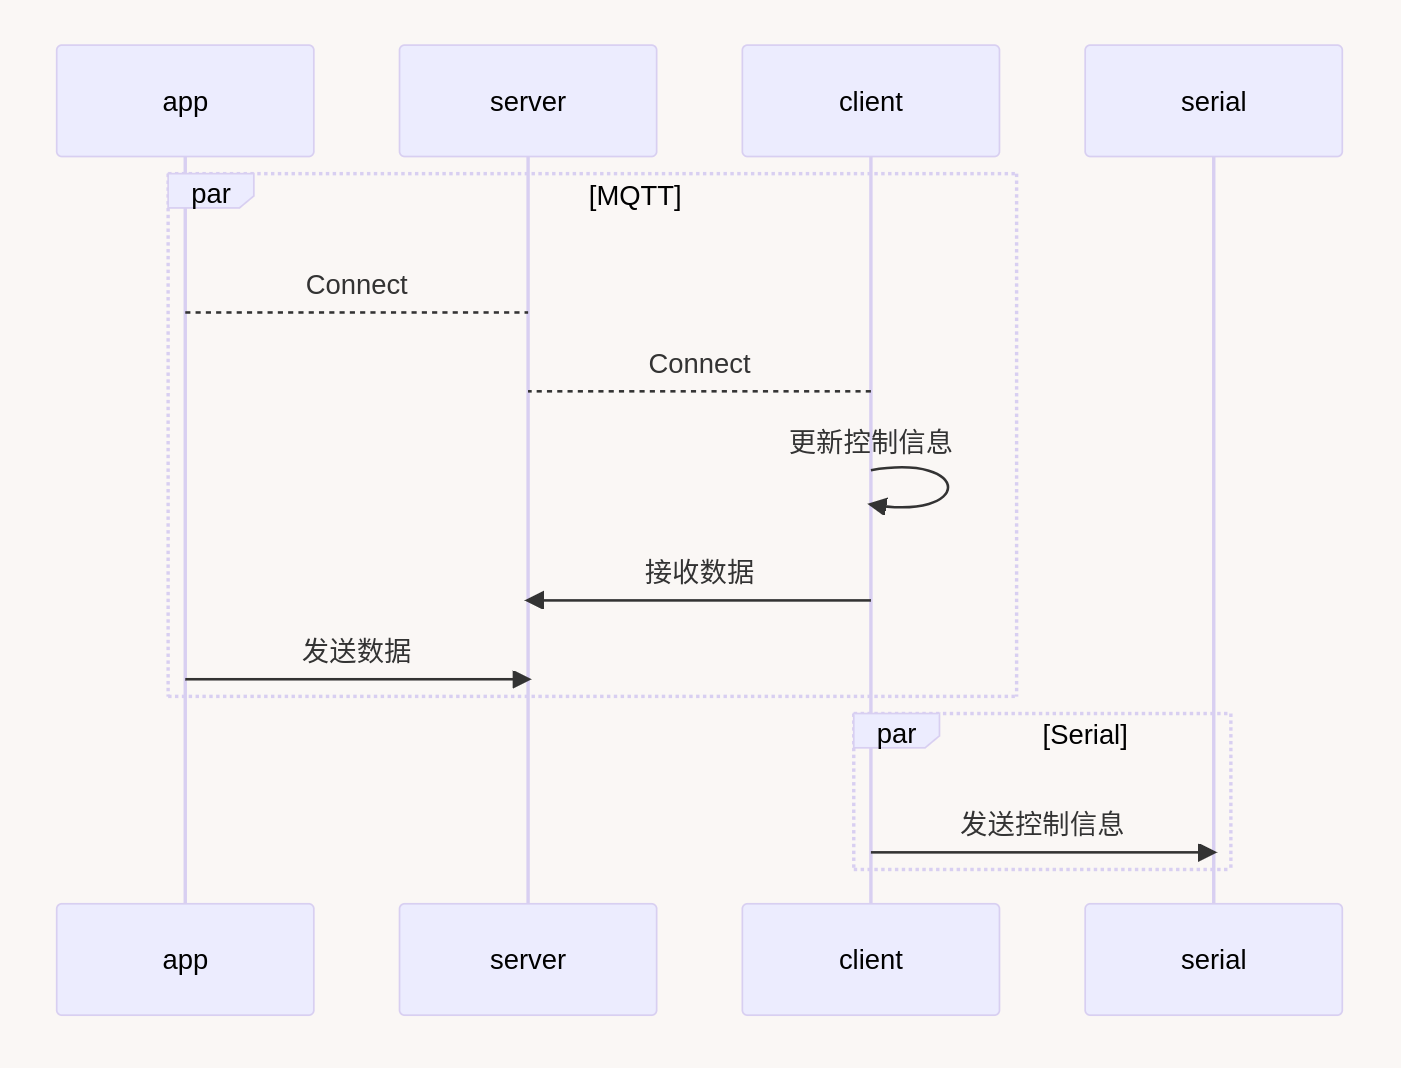 app
server
client
serial
par
[MQTT]
Connect
Connect
更新控制信息
接收数据
发送数据
par
[Serial]
发送控制信息
app
server
client
serial